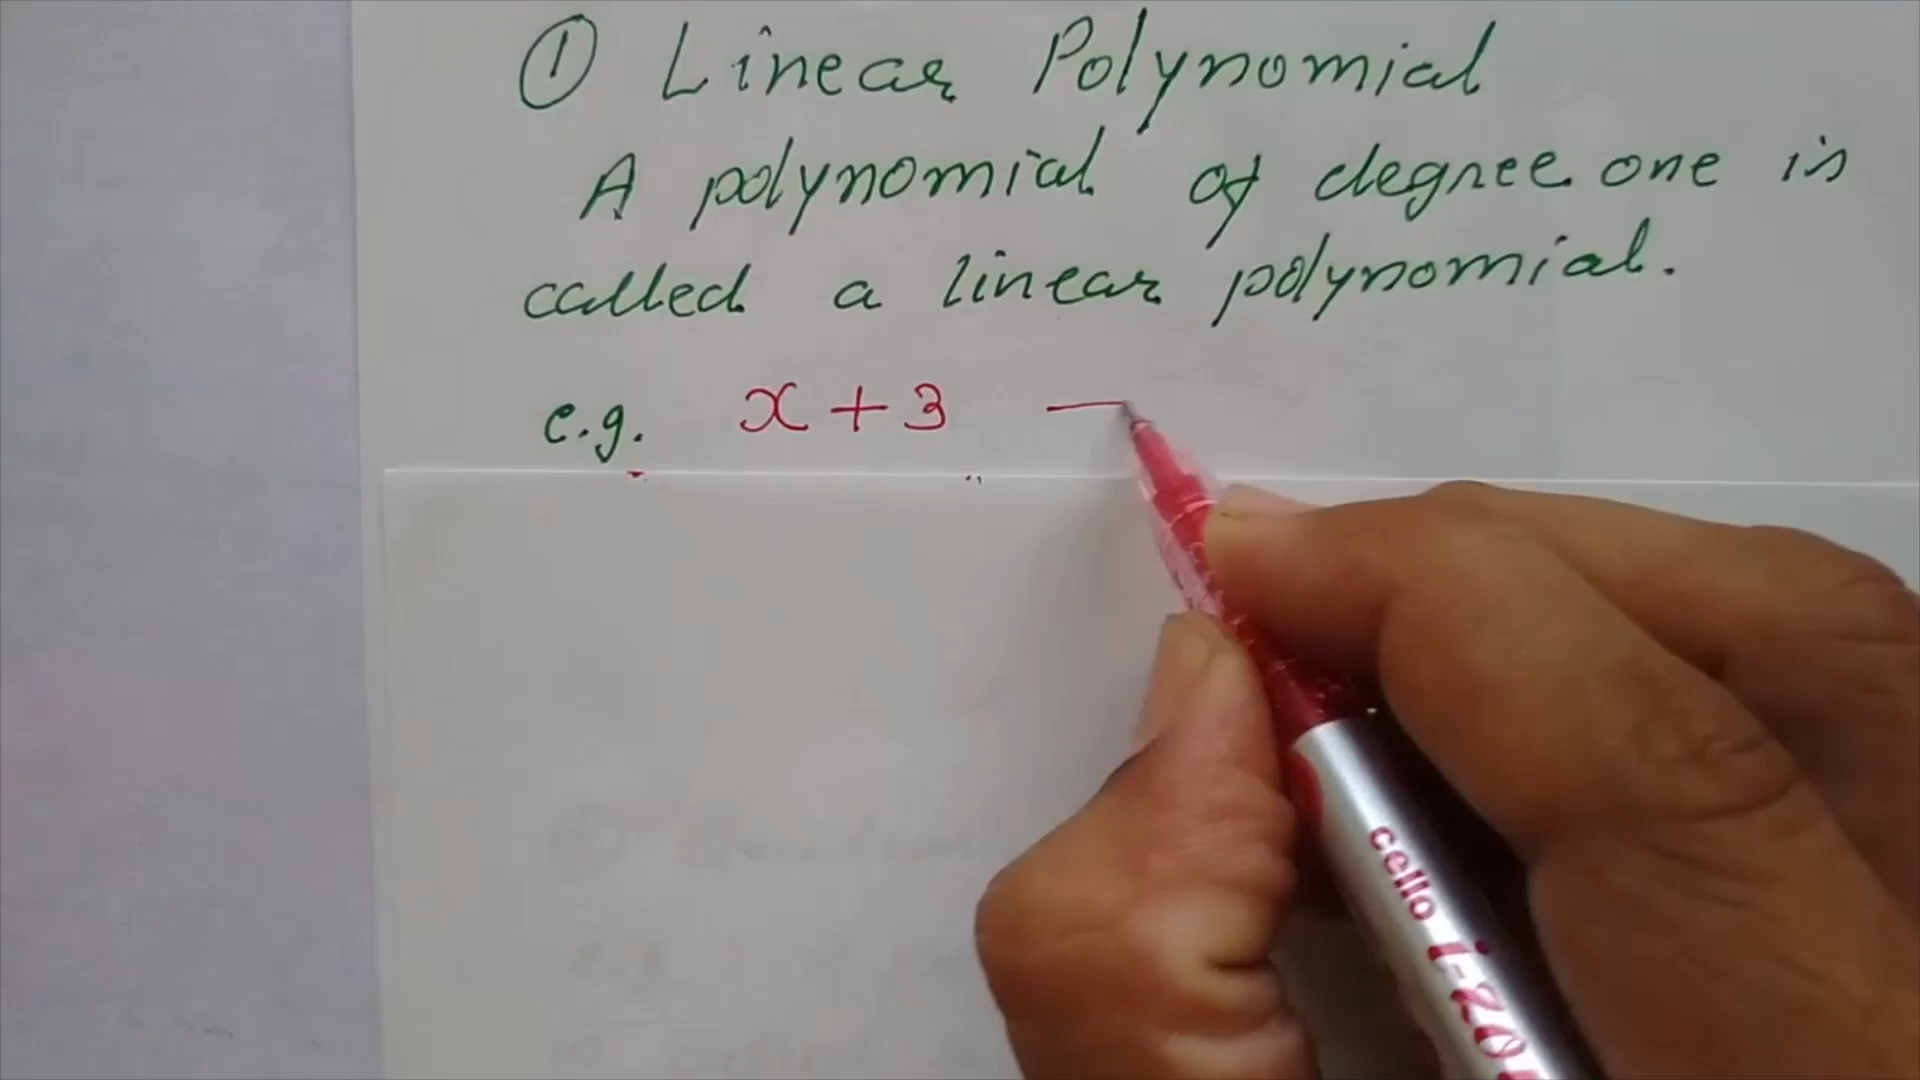 ① Linear Polynomial
A polynomial of degree one is
called a linear polynomial.
e.g. x + 3 —
cello